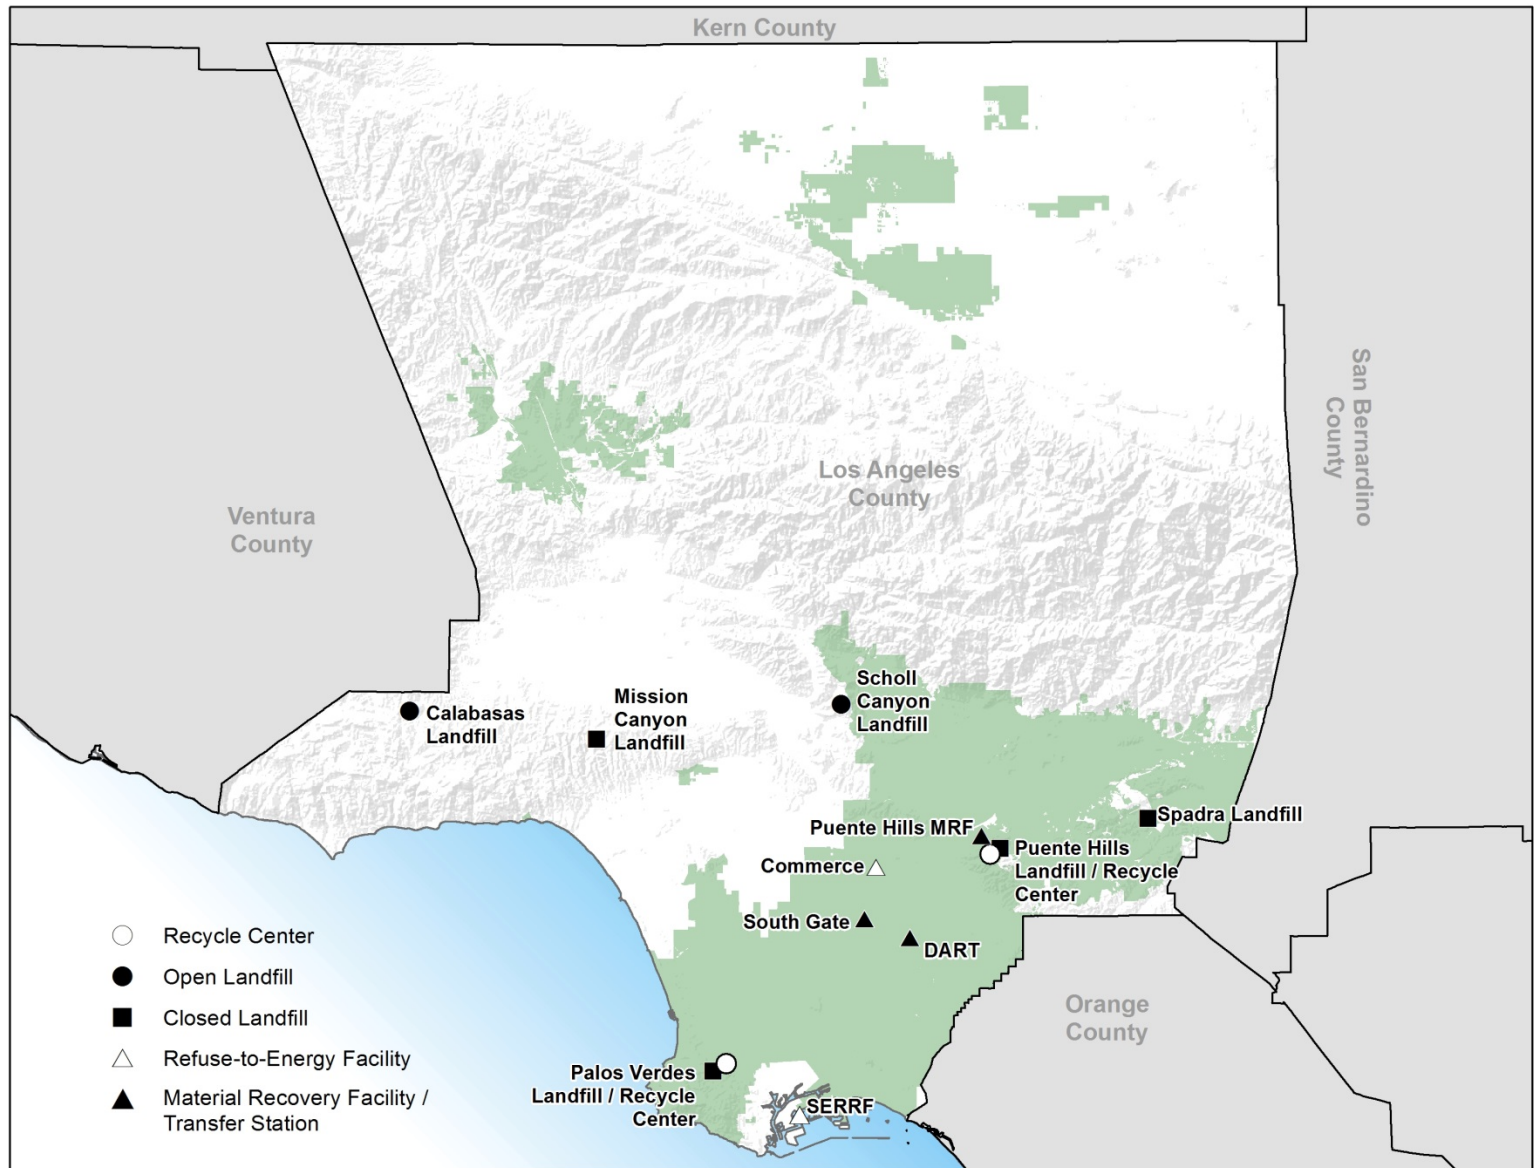 Kern County
San Bernardino
County
Los Angeles
County
Ventura
County
Scholl
Canyon
Landfill
Mission
Canyon
Landfill
Calabasas
Landfill
Spadra Landfill
Puente Hills MRF
Puente Hills
Landfill / Recycle
Center
Commerce
South Gate
DART
Orange
County
Palos Verdes
Landfill / Recycle
Center
SERRF
Recycle Center
Open Landfill
Closed Landfill
Refuse-to-Energy Facility
Material Recovery Facility /
Transfer Station